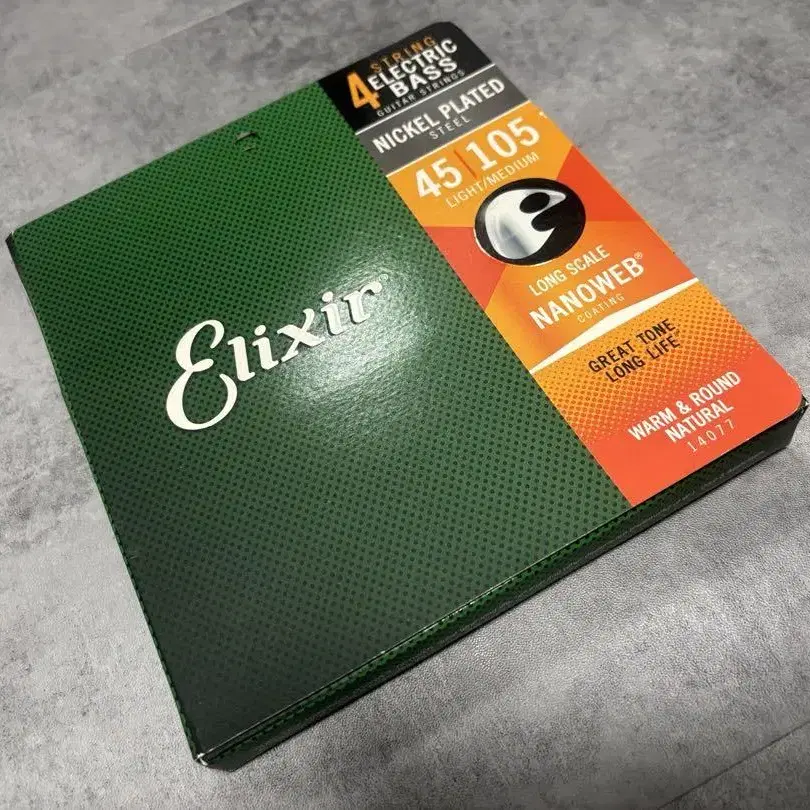 Elixir®
4 STRING
ELECTRIC
BASS
GUITAR STRINGS
NICKEL PLATED
STEEL
45|105
LIGHT/MEDIUM
LONG SCALE
NANOWEB®
COATING
GREAT TONE
LONG LIFE
WARM & ROUND
NATURAL
14077